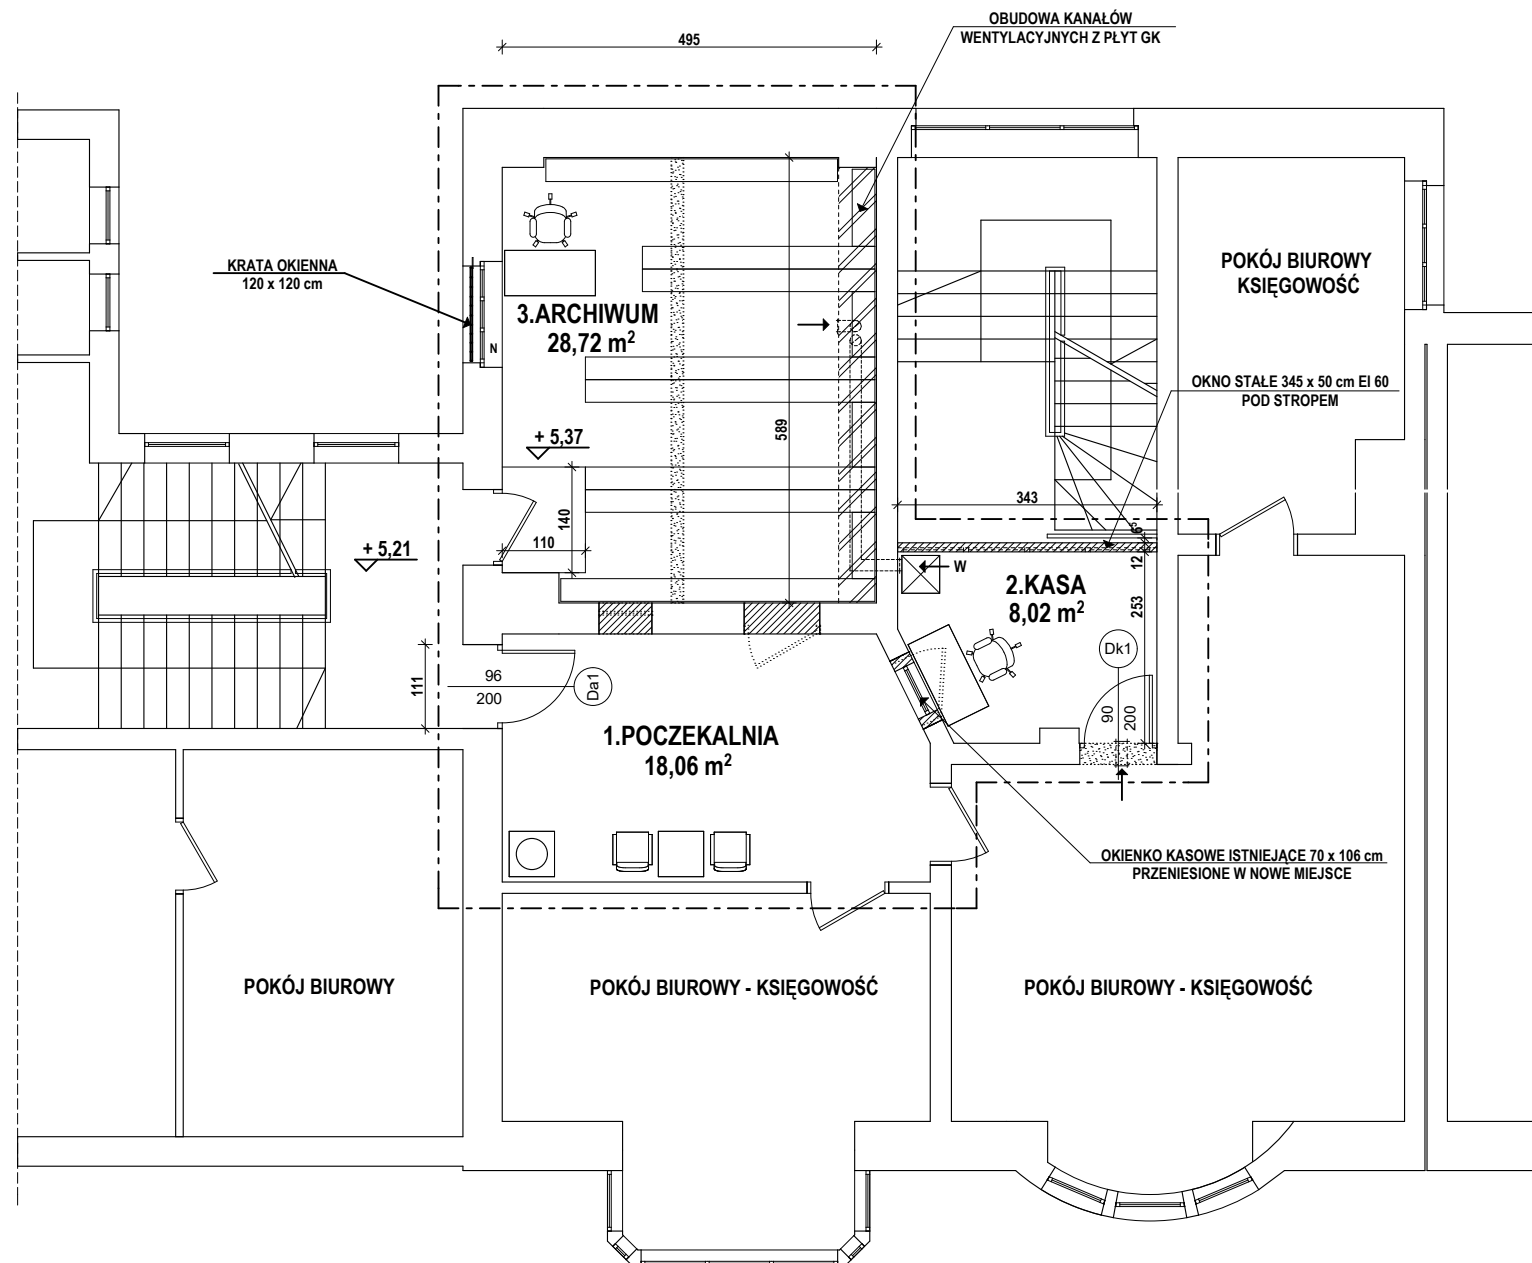 OBUDOWA KANAŁÓW
WENTYLACYJNYCH Z PŁYT GK
495
KRATA OKIENNA
120 x 120 cm
N
3.ARCHIWUM
28,72 m²
POKÓJ BIUROWY
KSIĘGOWOŚĆ
OKNO STAŁE 345 x 50 cm EI 60
POD STROPEM
589
+ 5,37
343
140
110
6⁵
12
253
+ 5,21
W
2.KASA
8,02 m²
Dk1
90
200
111
96
200
Da1
1.POCZEKALNIA
18,06 m²
OKIENKO KASOWE ISTNIEJĄCE 70 x 106 cm
PRZENIESIONE W NOWE MIEJSCE
POKÓJ BIUROWY
POKÓJ BIUROWY - KSIĘGOWOŚĆ
POKÓJ BIUROWY - KSIĘGOWOŚĆ